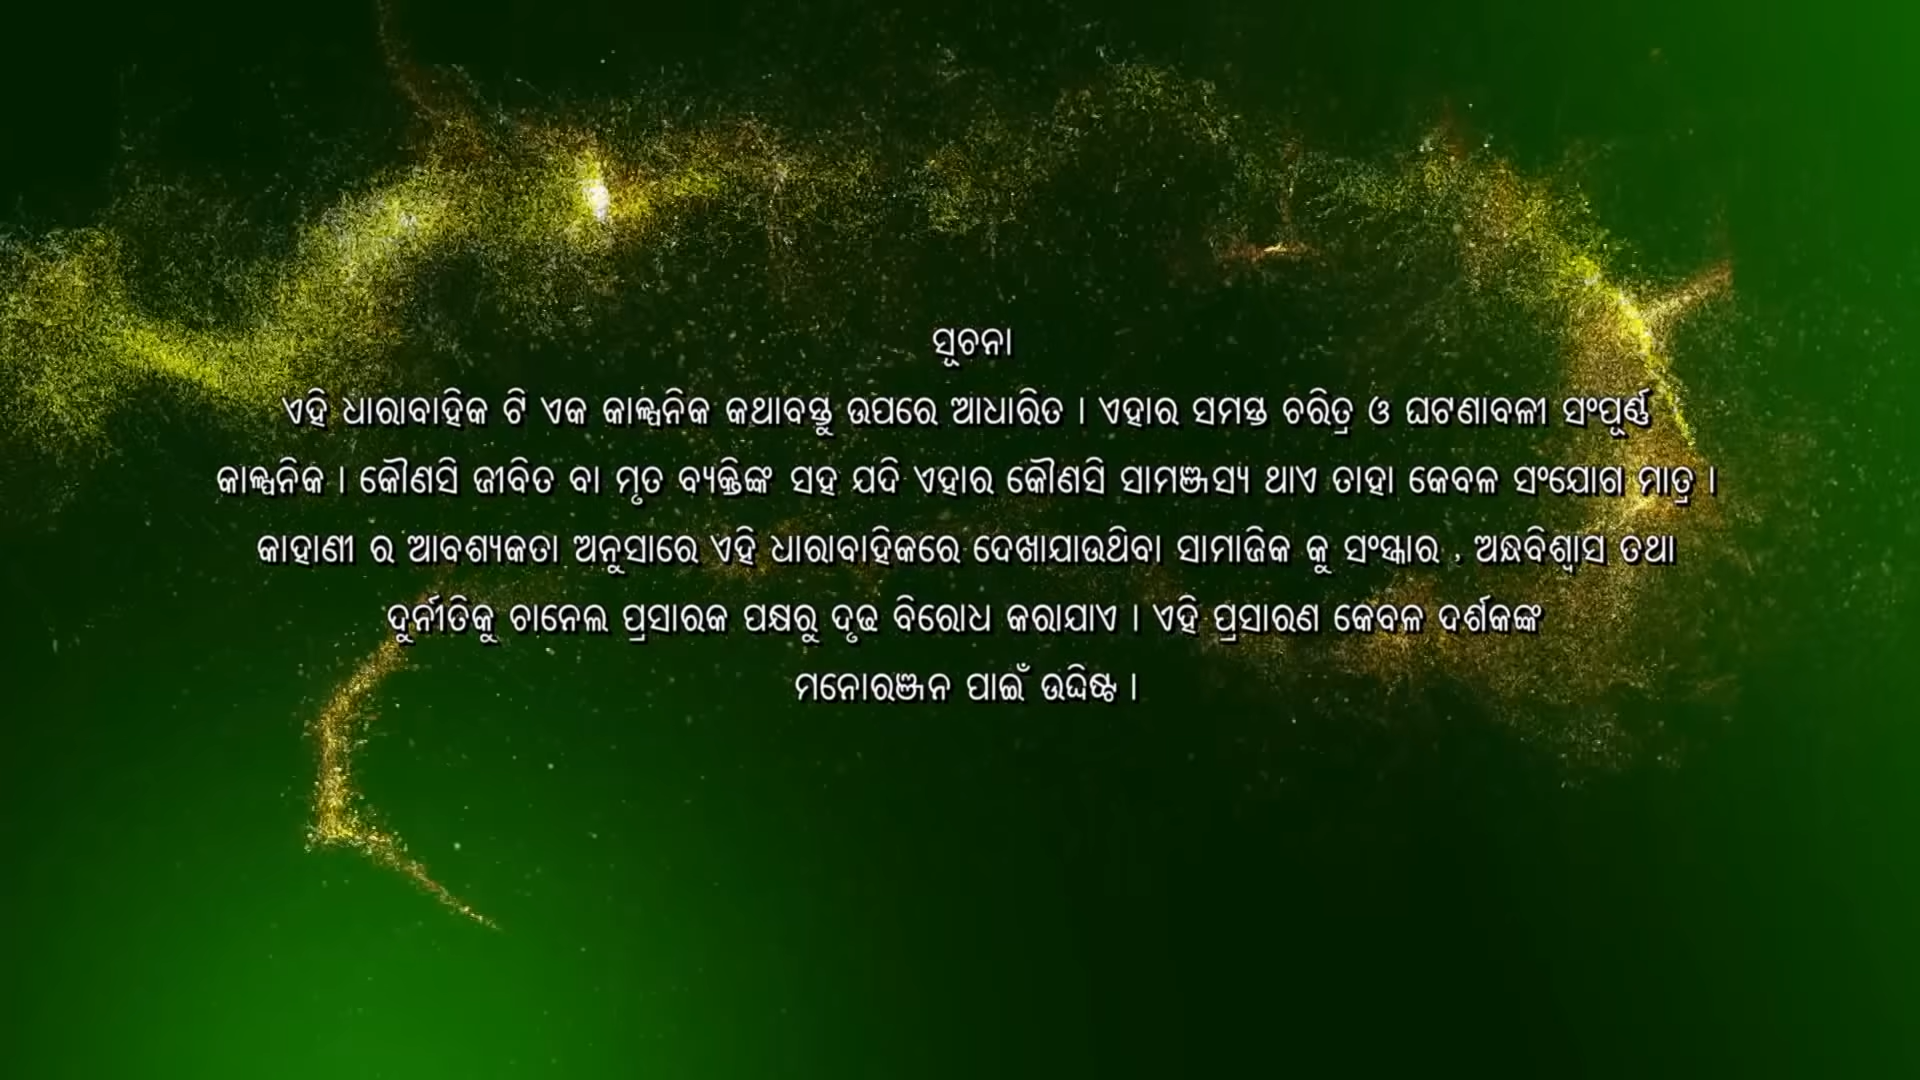 ସୂଚନା
ଏହି ଧାରାବାହିକ ଟି ଏକ କାଳ୍ପନିକ କଥାବସ୍ତୁ ଉପରେ ଆଧାରିତ । ଏହାର ସମସ୍ତ ଚରିତ୍ର ଓ ଘଟଣାବଳୀ ସଂପୂର୍ଣ୍ଣ
କାଳ୍ପନିକ । କୌଣସି ଜୀବିତ ବା ମୃତ ବ୍ୟକ୍ତିଙ୍କ ସହ ଯଦି ଏହାର କୌଣସି ସାମଞ୍ଜସ୍ୟ ଥାଏ ତାହା କେବଳ ସଂଯୋଗ ମାତ୍ର ।
କାହାଣୀ ର ଆବଶ୍ୟକତା ଅନୁସାରେ ଏହି ଧାରାବାହିକରେ ଦେଖାଯାଉଥିବା ସାମାଜିକ କୁ ସଂସ୍କାର , ଅନ୍ଧବିଶ୍ୱାସ ତଥା
ଦୁର୍ନୀତିକୁ ଚାନେଲ ପ୍ରସାରକ ପକ୍ଷରୁ ଦୃଢ ବିରୋଧ କରାଯାଏ । ଏହି ପ୍ରସାରଣ କେବଳ ଦର୍ଶକଙ୍କ
ମନୋରଞ୍ଜନ ପାଇଁ ଉଦ୍ଦିଷ୍ଟ ।